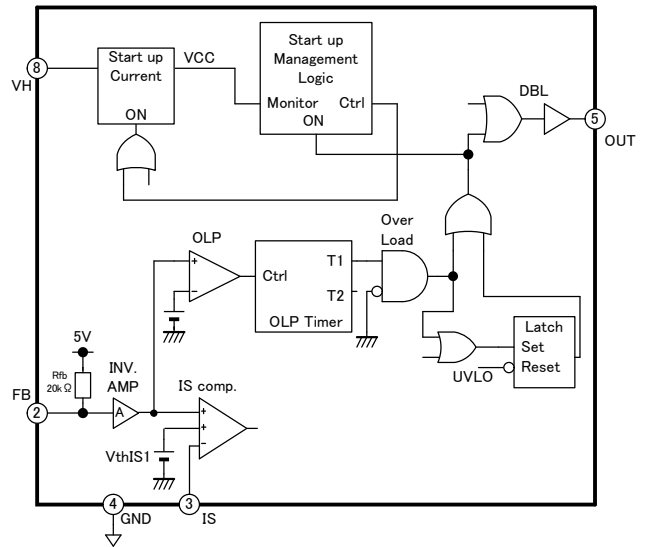 8
VH
Start up
Current
ON
VCC
Start up
Management
Logic
Monitor Ctrl
ON
DBL
5
OUT
Over
Load
OLP
+
−
Ctrl
T1
T2
OLP Timer
Latch
Set
Reset
UVLO
5V
Rfb
20kΩ
FB
2
INV.
AMP
A
IS comp.
+
+
−
VthIS1
4
GND
3
IS